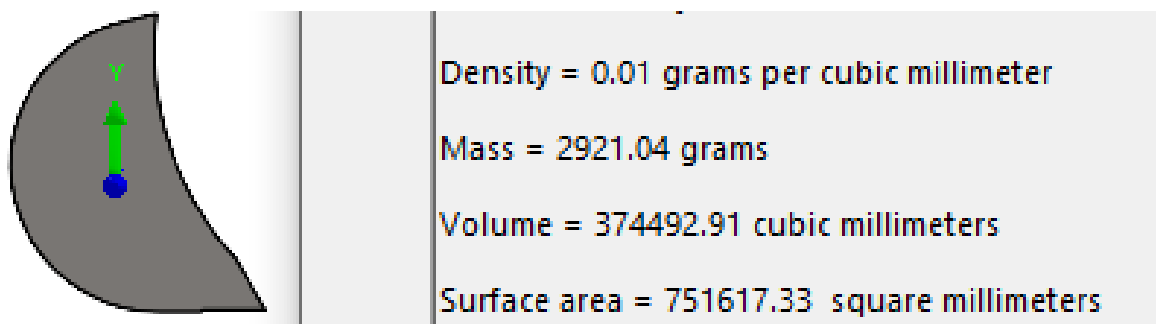 Y
Density = 0.01 grams per cubic millimeter
Mass = 2921.04 grams
Volume = 374492.91 cubic millimeters
Surface area = 751617.33 square millimeters